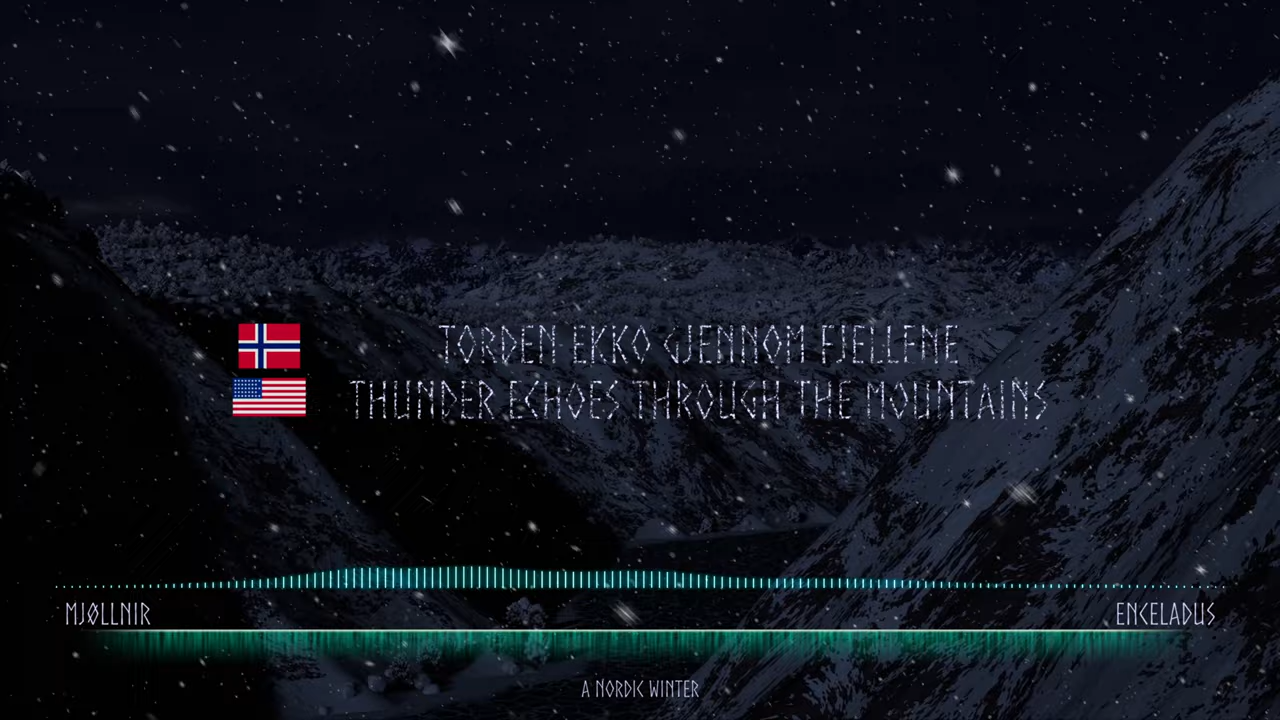 TORDEN EKKO GJENNOM FJELLENE
THUNDER ECHOES THROUGH THE MOUNTAINS
MJØLLNIR
ENCELADUS
A NORDIC WINTER